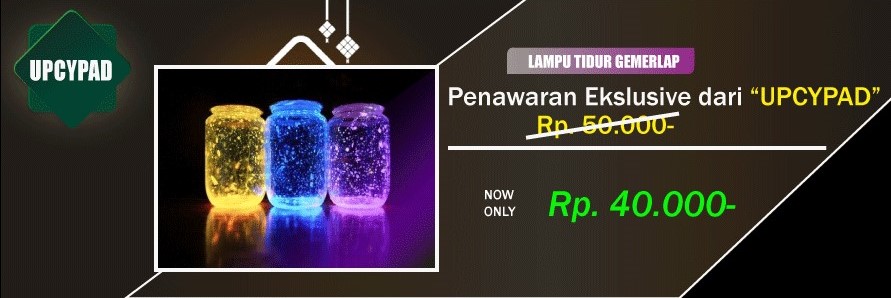 UPCYPAD
LAMPU TIDUR GEMERLAP
Penawaran Ekslusive dari “UPCYPAD”
Rp. 50.000-
NOW
ONLY
Rp. 40.000-